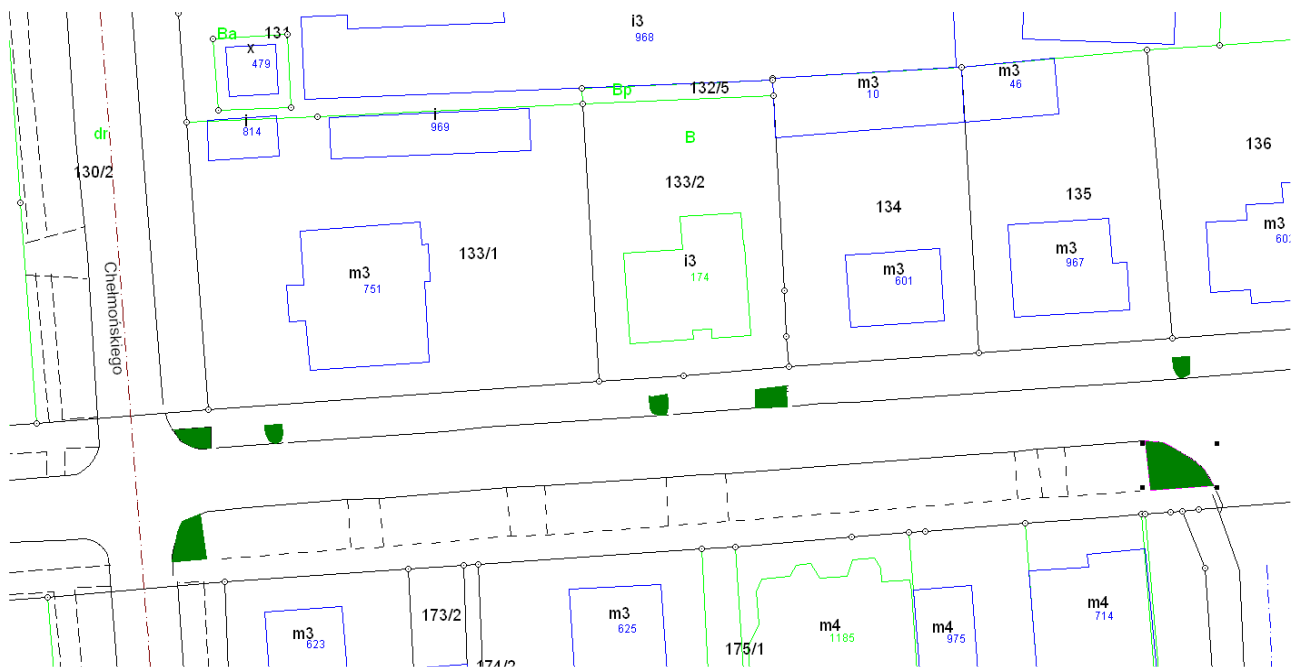 Ba
131
x
479
i3
968
m3
10
m3
46
132/5
Bp
i
814
i
969
dr
B
136
130/2
133/2
135
134
133/1
m3
967
m3
i3
174
m3
601
m3
751
Chełmońskiego
173/2
m3
623
m3
625
m4
1185
m4
975
m4
714
175/1
174/2